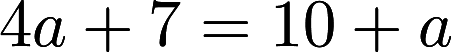 4a + 7 = 10 + a